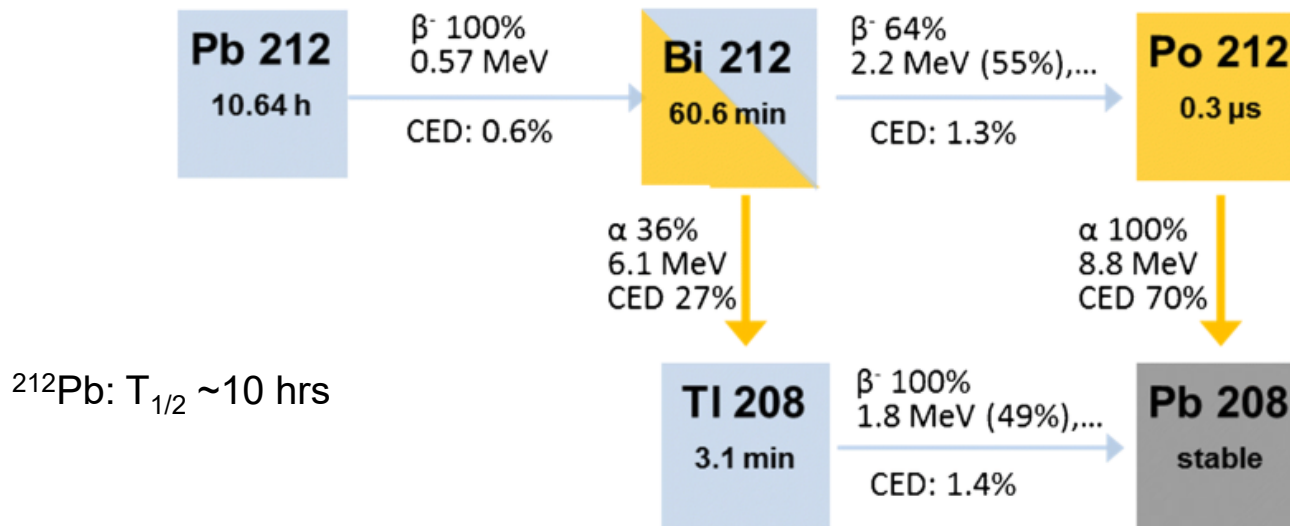 Pb 212
10.64 h
β⁻ 100%
0.57 MeV
CED: 0.6%
Bi 212
60.6 min
β⁻ 64%
2.2 MeV (55%),...
CED: 1.3%
Po 212
0.3 µs
α 36%
6.1 MeV
CED 27%
α 100%
8.8 MeV
CED 70%
²¹²Pb: T₁/₂ ~10 hrs
Tl 208
3.1 min
β⁻ 100%
1.8 MeV (49%),...
CED: 1.4%
Pb 208
stable